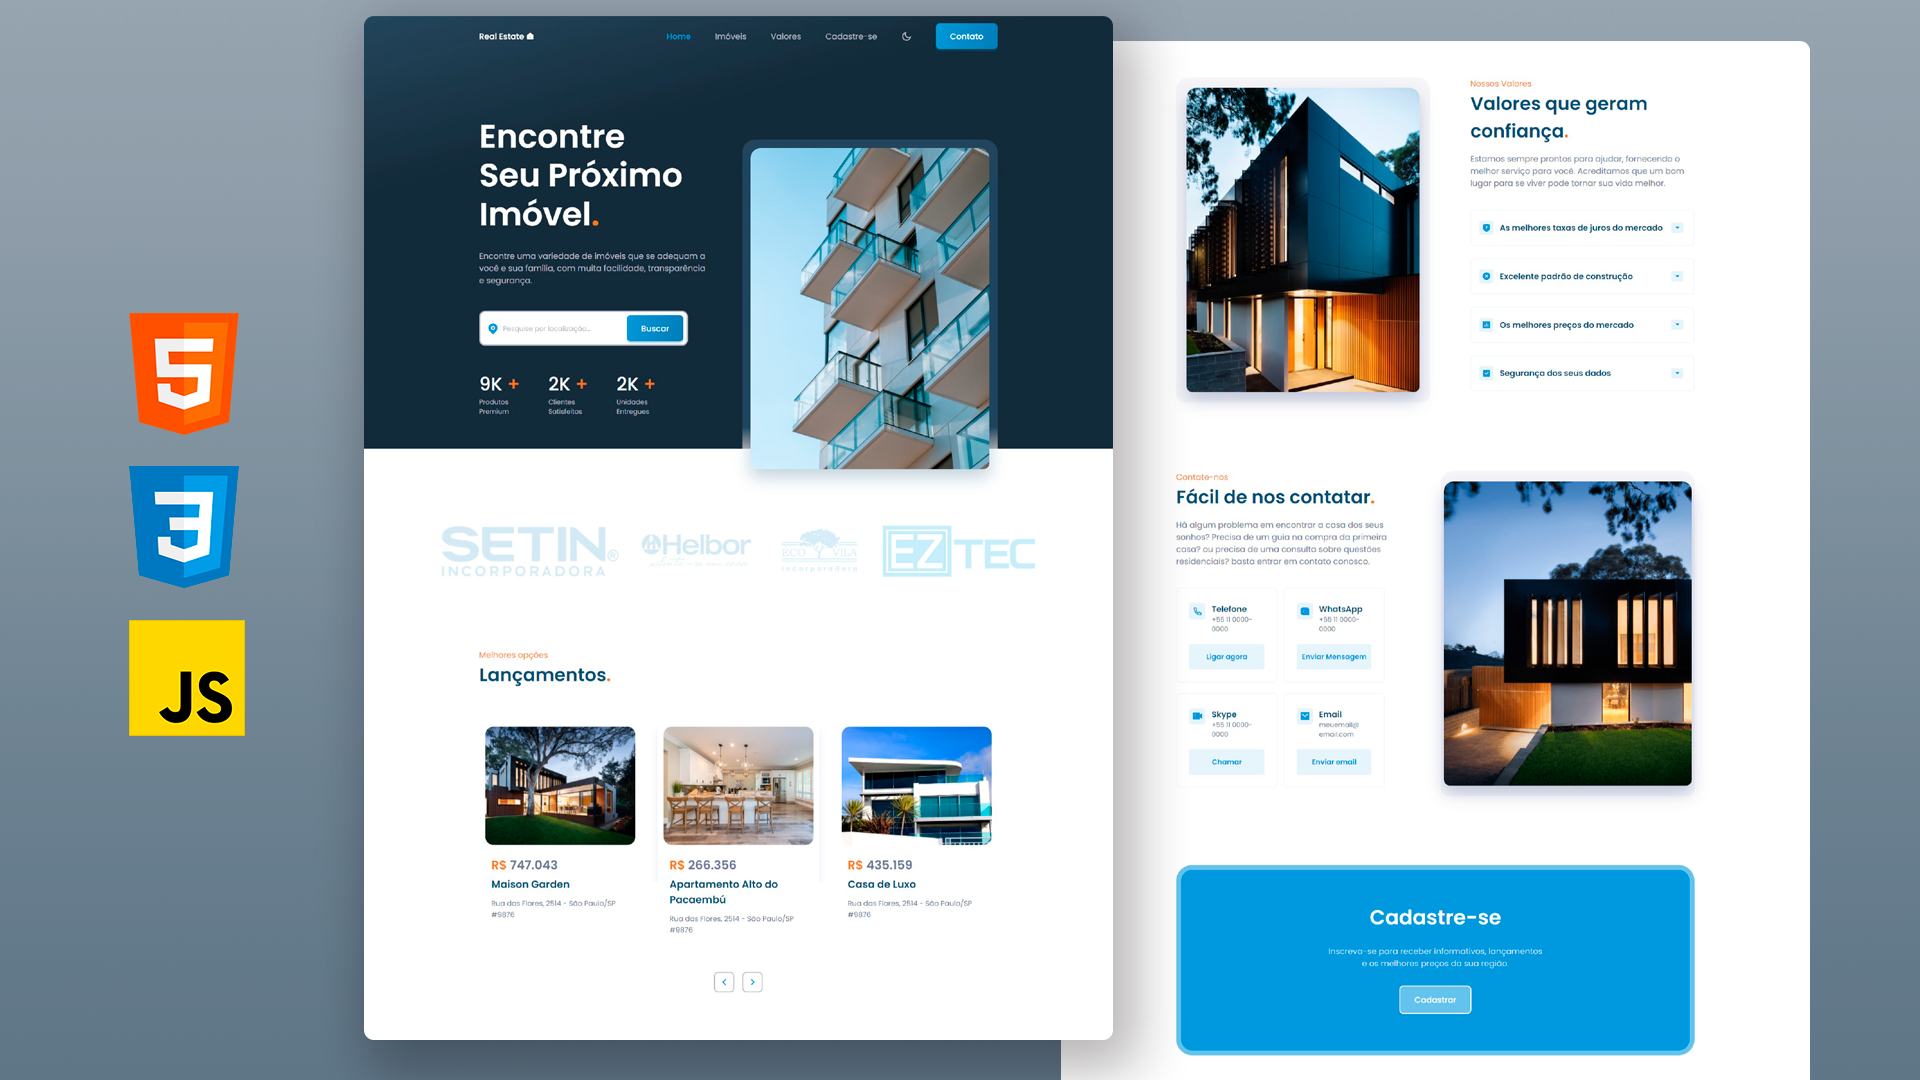 5
3
JS
Real Estate
Home
Imóveis
Valores
Cadastre-se
Contato
Encontre
Seu Próximo
Imóvel.
Encontre uma variedade de imóveis que se adequam a
você e sua família, com muita facilidade, transparência
e segurança.
Pesquise por localização...
Buscar
9K +
Produtos
Premium
2K +
Clientes
Satisfeitos
2K +
Unidades
Entregues
SETIN®
INCORPORADORA
Helbor
ECO VILA
incorporadora
EZTEC
Melhores opções
Lançamentos.
R$ 747.043
Maison Garden
Rua das Flores, 2514 - São Paulo/SP
#9876
R$ 266.356
Apartamento Alto do
Pacaembú
Rua das Flores, 2514 - São Paulo/SP
#9876
R$ 435.159
Casa de Luxo
Rua das Flores, 2514 - São Paulo/SP
#9876
Nossos Valores
Valores que geram
confiança.
Estamos sempre prontos para ajudar, fornecendo o
melhor serviço para você. Acreditamos que um bom
lugar para se viver pode tornar sua vida melhor.
As melhores taxas de juros do mercado
Excelente padrão de construção
Os melhores preços do mercado
Segurança dos seus dados
Contate-nos
Fácil de nos contatar.
Há algum problema em encontrar a casa dos seus
sonhos? Precisa de um guia na compra da primeira
casa? ou precisa de uma consulta sobre questões
residenciais? basta entrar em contato conosco.
Telefone
+55 11 0000-
0000
Ligar agora
WhatsApp
+55 11 0000-
0000
Enviar Mensagem
Skype
+55 11 0000-
0000
Chamar
Email
meuemail@
email.com
Enviar email
Cadastre-se
Inscreva-se para receber informativos, lançamentos
e os melhores preços da sua região.
Cadastrar